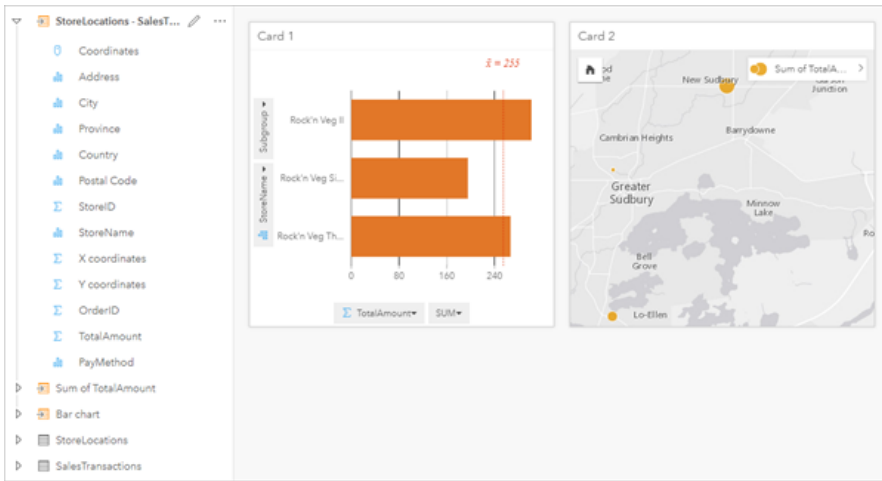 StoreLocations - SalesT...
Coordinates
Address
City
Province
Country
Postal Code
StoreID
StoreName
X coordinates
Y coordinates
OrderID
TotalAmount
PayMethod
Sum of TotalAmount
Bar chart
StoreLocations
SalesTransactions
Card 1
x̄ = 255
Subgroup
StoreName
Rock'n Veg II
Rock'n Veg Si...
Rock'n Veg Th...
0 80 160 240
Σ TotalAmount
SUM
Card 2
Sum of TotalA...
New Sudbury
Junction
Cambrian Heights
Barrydowne
Greater
Sudbury
Minnow
Lake
Ro
Bell
Grove
Lo-Ellen